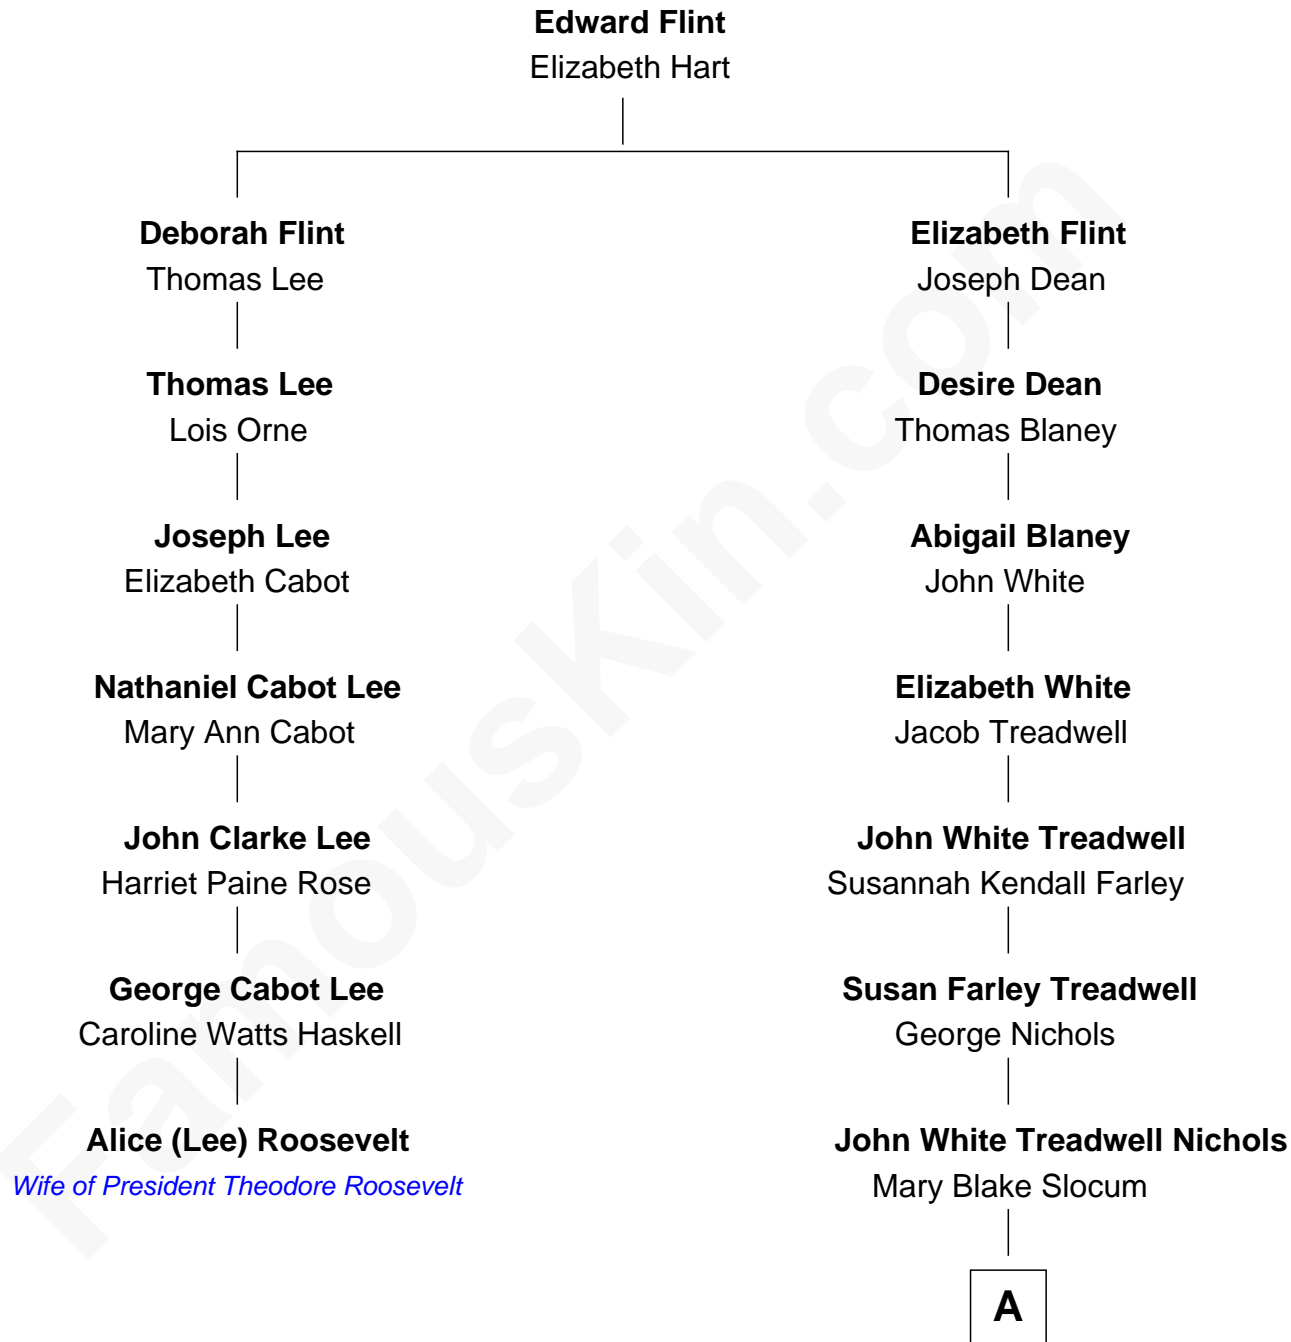 Edward Flint
Elizabeth Hart
Deborah Flint
Thomas Lee
Elizabeth Flint
Joseph Dean
Thomas Lee
Lois Orne
Desire Dean
Thomas Blaney
Joseph Lee
Elizabeth Cabot
Abigail Blaney
John White
Nathaniel Cabot Lee
Mary Ann Cabot
Elizabeth White
Jacob Treadwell
John Clarke Lee
Harriet Paine Rose
John White Treadwell
Susannah Kendall Farley
George Cabot Lee
Caroline Watts Haskell
Susan Farley Treadwell
George Nichols
Alice (Lee) Roosevelt
Wife of President Theodore Roosevelt
John White Treadwell Nichols
Mary Blake Slocum
A
FamousKin.com